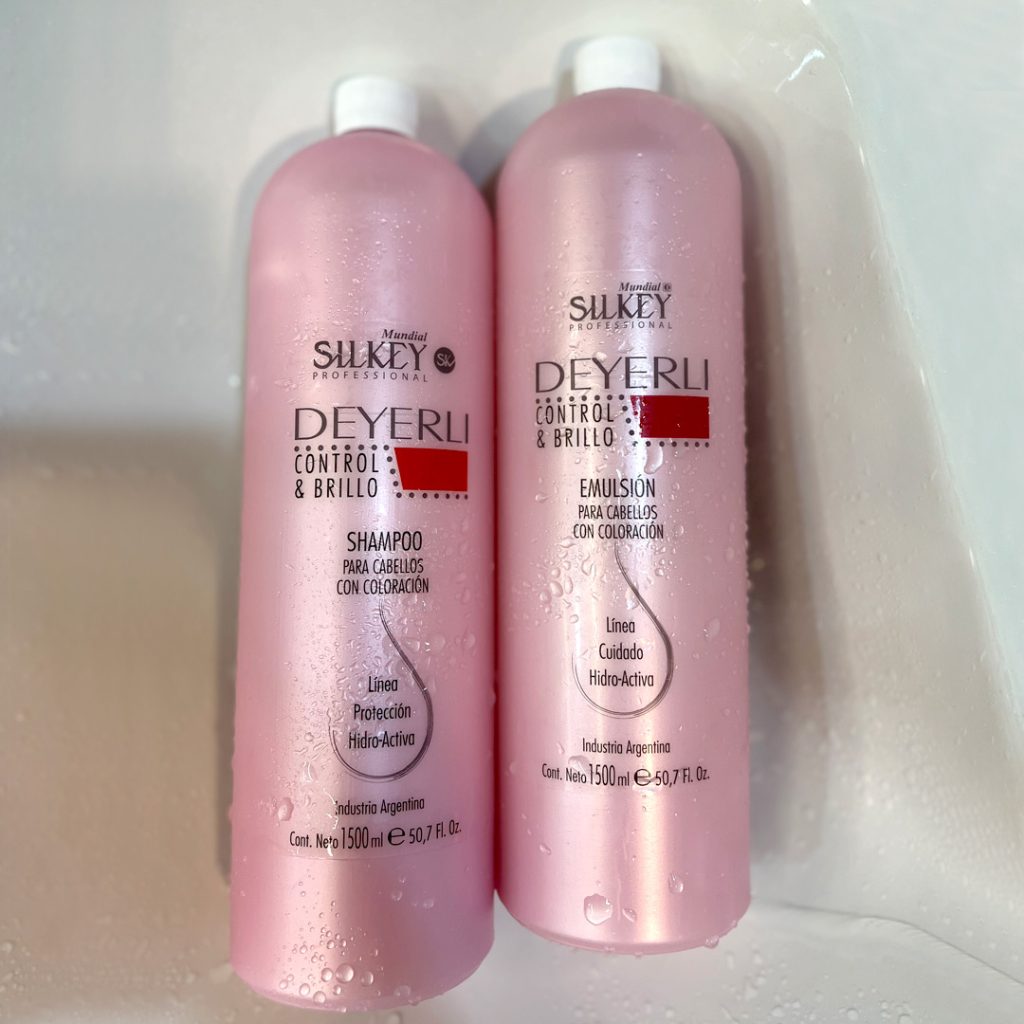 Mundial
SILKEY SK
PROFESSIONAL
DEYERLI
CONTROL
& BRILLO
SHAMPOO
PARA CABELLOS
CON COLORACIÓN
Línea
Protección
Hidro-Activa
Industria Argentina
Cont. Neto 1500 ml e 50,7 Fl. Oz.
Mundial
SILKEY
PROFESSIONAL
DEYERLI
CONTROL
& BRILLO
EMULSIÓN
PARA CABELLOS
CON COLORACIÓN
Línea
Cuidado
Hidro-Activa
Industria Argentina
Cont. Neto 1500 ml e 50,7 Fl. Oz.